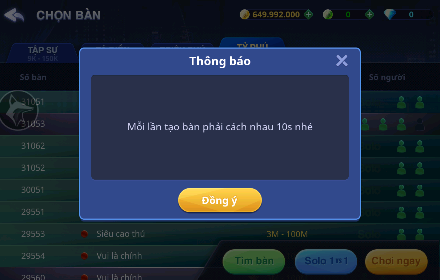 CHỌN BÀN
649.992.000
0
0
TẬP SỰ
5K - 150K
TỶ PHÚ
Số bàn
Số người
Thông báo
Mỗi lần tạo bàn phải cách nhau 10s nhé
Đồng ý
31051
31053
31062
31052
30051
29551
29553 Siêu cao thủ 3M - 100M
29554 Vui là chính
29560 Vui là chính
Tìm bàn
Solo 1vs1
Chơi ngay